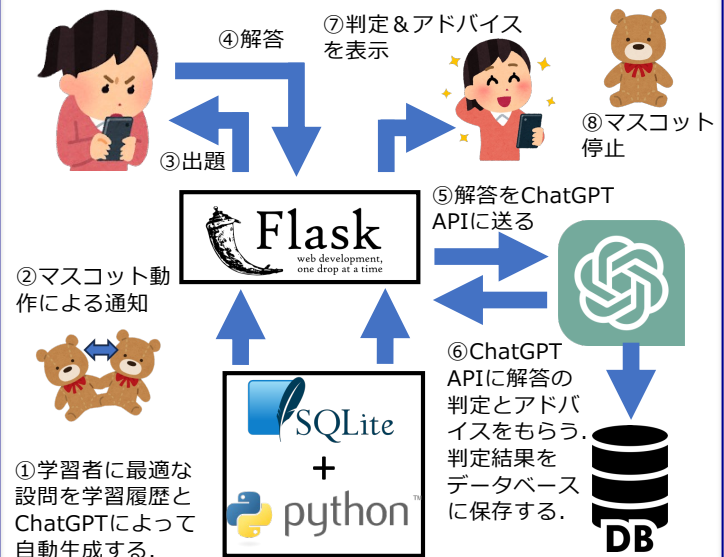 ④解答
⑦判定＆アドバイス
を表示
⑧マスコット
停止
③出題
Flask
web development,
one drop at a time
⑤解答をChatGPT
APIに送る
②マスコット動
作による通知
⑥ChatGPT
APIに解答の
判定とアドバ
イスをもらう．
判定結果を
データベース
に保存する．
SQLite
+
python™
①学習者に最適な
設問を学習履歴と
ChatGPTによって
自動生成する．
DB